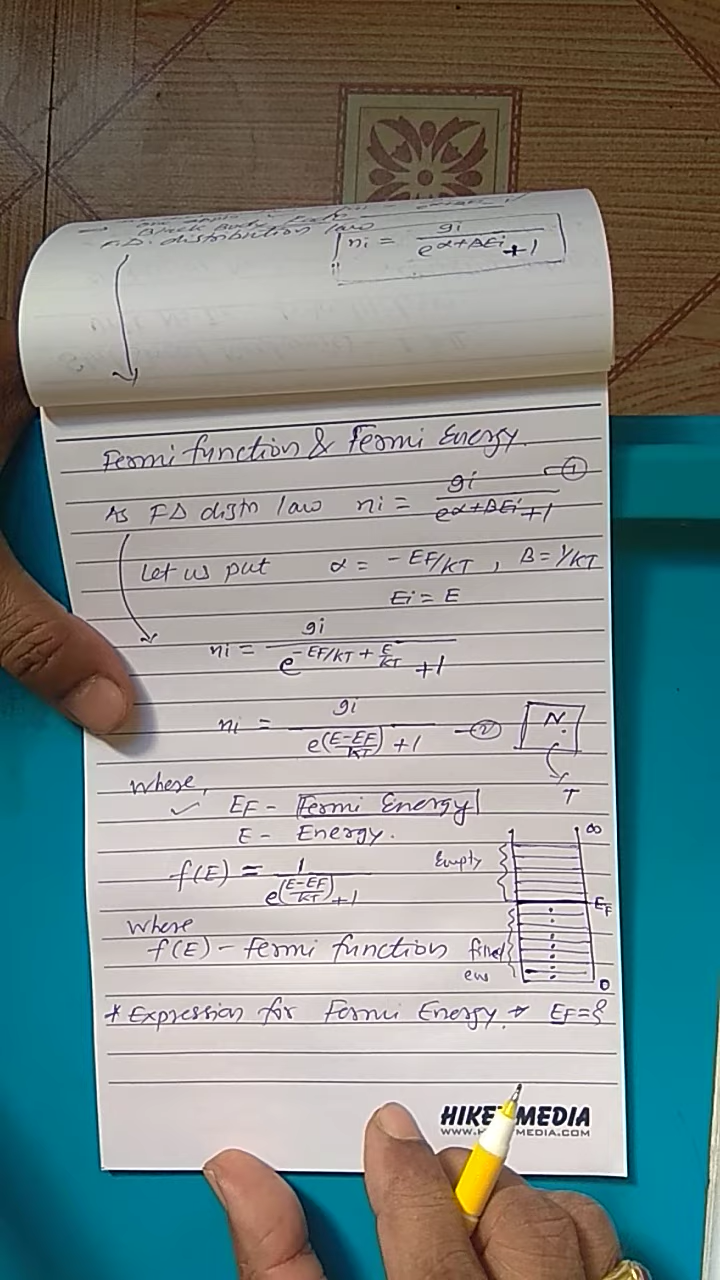 Black Body
F.D. distribution law
ni = gi / e^α+βEi +1
Fermi function & Fermi Energy.
As FD distn law ni = gi / e^α+βEi +1 — ①
Let us put α = -EF/KT , β = 1/KT
Ei = E
ni = gi / e^-EF/KT + E/KT +1
ni = gi / e^(E-EF/KT) +1 — ②
N.
T
Where,
✓ EF - Fermi Energy
E - Energy.
f(E) = 1 / e^(E-EF/KT) +1
Empty
∞
EF
Where
f(E) - Fermi function
filled
0
* Expression for Fermi Energy → EF = ?
HIKE MEDIA